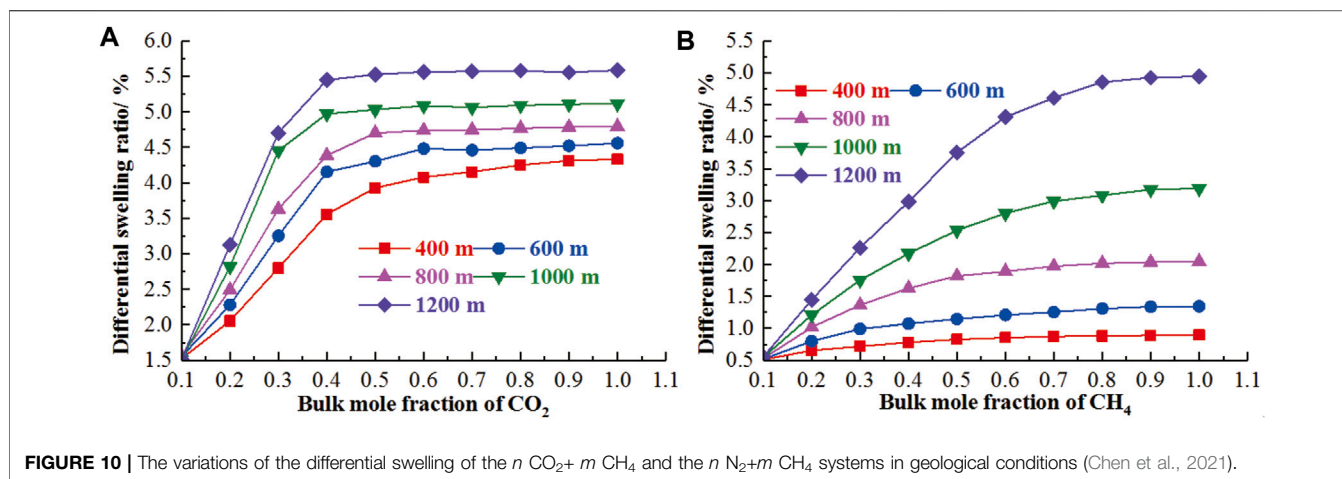 A
Differential swelling ratio/ %
6.0
5.5
5.0
4.5
4.0
3.5
3.0
2.5
2.0
1.5
400 m 600 m
800 m 1000 m
1200 m
0.1 0.2 0.3 0.4 0.5 0.6 0.7 0.8 0.9 1.0 1.1
Bulk mole fraction of CO₂
B
Differential swelling ratio/ %
5.5
5.0
4.5
4.0
3.5
3.0
2.5
2.0
1.5
1.0
0.5
400 m 600 m
800 m
1000 m
1200 m
0.1 0.2 0.3 0.4 0.5 0.6 0.7 0.8 0.9 1.0 1.1
Bulk mole fraction of CH₄
FIGURE 10 | The variations of the differential swelling of the n CO₂+ m CH₄ and the n N₂+m CH₄ systems in geological conditions (Chen et al., 2021).